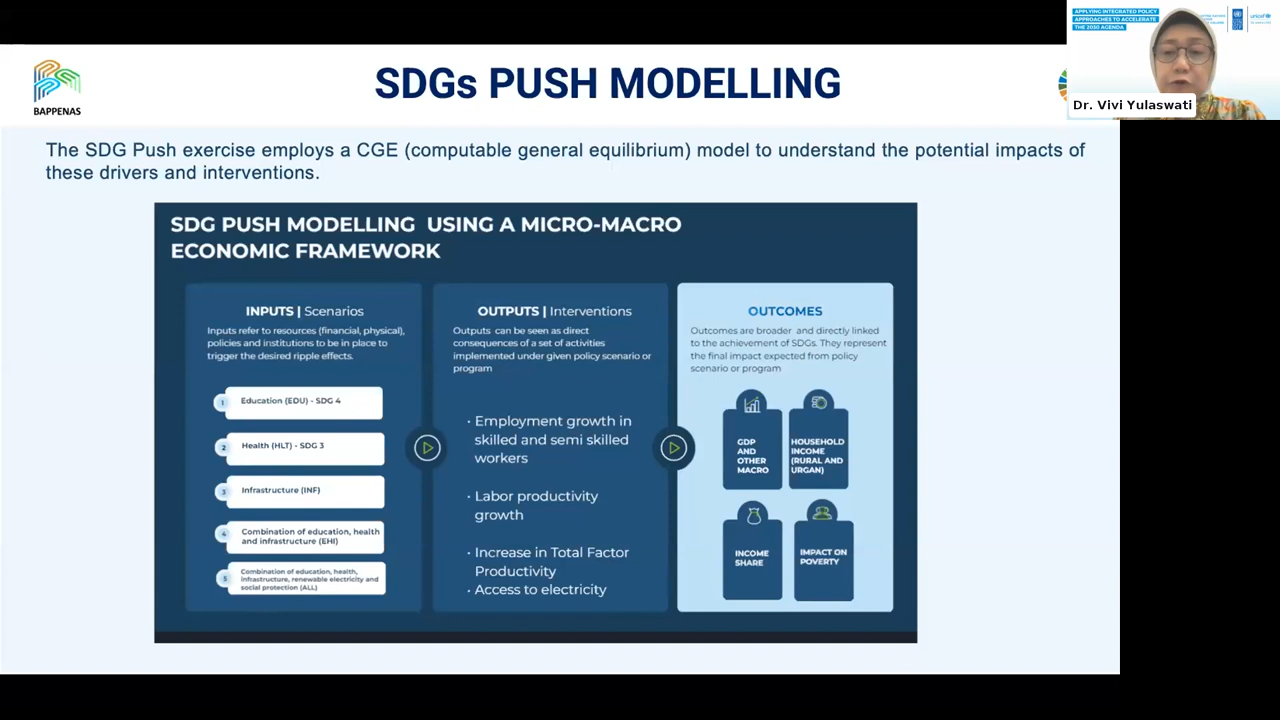 BAPPENAS
SDGs PUSH MODELLING
APPLYING INTEGRATED POLICY
APPROACHES TO ACCELERATE
THE 2030 AGENDA
unicef
Dr. Vivi Yulaswati
The SDG Push exercise employs a CGE (computable general equilibrium) model to understand the potential impacts of
these drivers and interventions.
SDG PUSH MODELLING USING A MICRO-MACRO
ECONOMIC FRAMEWORK
INPUTS | Scenarios
Inputs refer to resources (financial, physical),
policies and institutions to be in place to
trigger the desired ripple effects.
1 Education (EDU) - SDG 4
2 Health (HLT) - SDG 3
3 Infrastructure (INF)
4 Combination of education, health
and infrastructure (EHI)
5 Combination of education, health,
infrastructure, renewable electricity and
social protection (ALL)
OUTPUTS | Interventions
Outputs can be seen as direct
consequences of a set of activities
implemented under given policy scenario or
program
· Employment growth in
skilled and semi skilled
workers
· Labor productivity
growth
· Increase in Total Factor
Productivity
· Access to electricity
OUTCOMES
Outcomes are broader and directly linked
to the achievement of SDGs. They represent
the final impact expected from policy
scenario or program
GDP
AND
OTHER
MACRO
HOUSEHOLD
INCOME
(RURAL AND
URGAN)
INCOME
SHARE
IMPACT ON
POVERTY